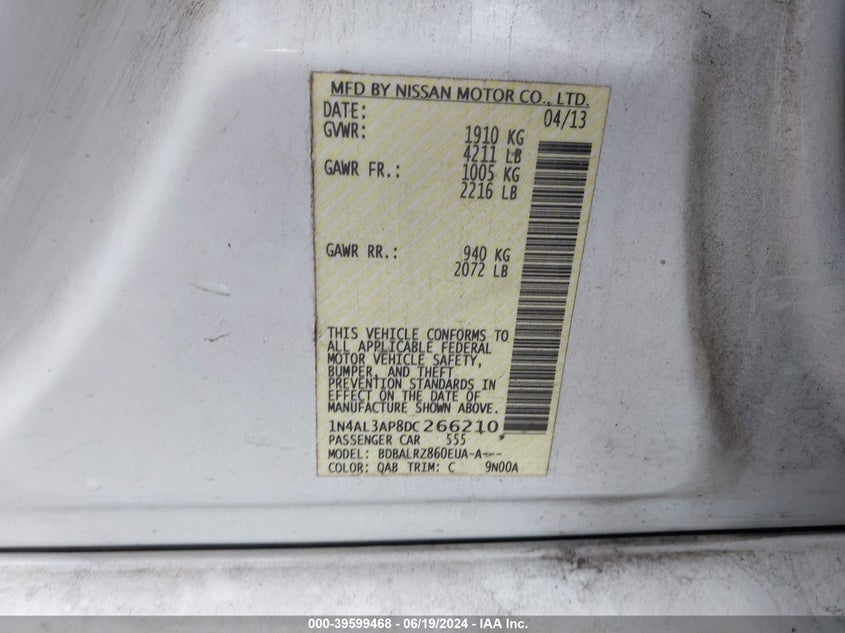 MFD BY NISSAN MOTOR CO., LTD.
DATE: 04/13
GVWR: 1910 KG
4211 LB
GAWR FR.: 1005 KG
2216 LB
GAWR RR.: 940 KG
2072 LB
THIS VEHICLE CONFORMS TO
ALL APPLICABLE FEDERAL
MOTOR VEHICLE SAFETY,
BUMPER, AND THEFT
PREVENTION STANDARDS IN
EFFECT ON THE DATE OF
MANUFACTURE SHOWN ABOVE.
1N4AL3AP8DC266210
PASSENGER CAR 555
MODEL: BDBALRZ860EUA-A---
COLOR: QAB TRIM: C 9N00A
000-39599468 - 06/19/2024 - IAA Inc.